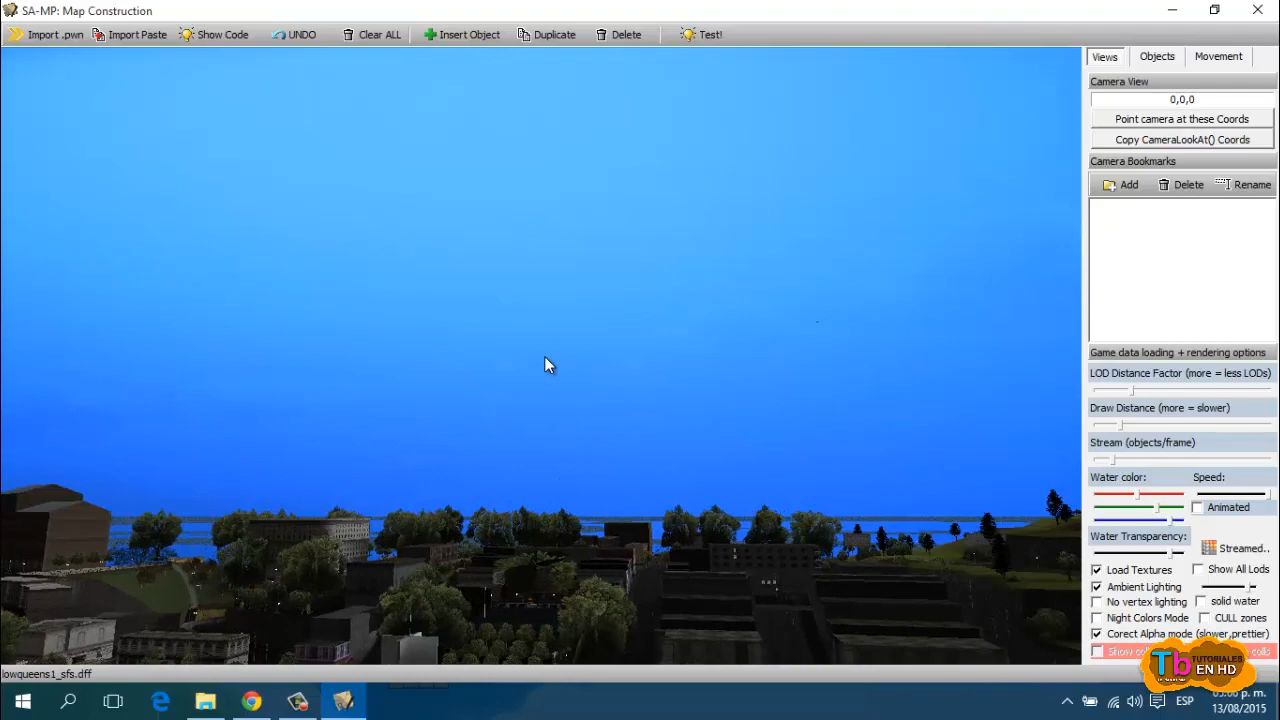 SA-MP: Map Construction
Import .pwn Import Paste Show Code UNDO Clear ALL Insert Object Duplicate Delete Test!
Views Objects Movement
Camera View
0,0,0
Point camera at these Coords
Copy CameraLookAt() Coords
Camera Bookmarks
Add Delete Rename
Game data loading + rendering options
LOD Distance Factor (more = less LODs)
Draw Distance (more = slower)
Stream (objects/frame)
Water color: Speed:
Animated
Water Transparency:
Streamed..
Load Textures Show All Lods
Ambient Lighting
No vertex lighting solid water
Night Colors Mode CULL zones
Corect Alpha mode (slower,prettier)
Show
Tb TUTORIALES
EN HD
lowqueens1_sfs.dff
ESP
p. m.
13/08/2015